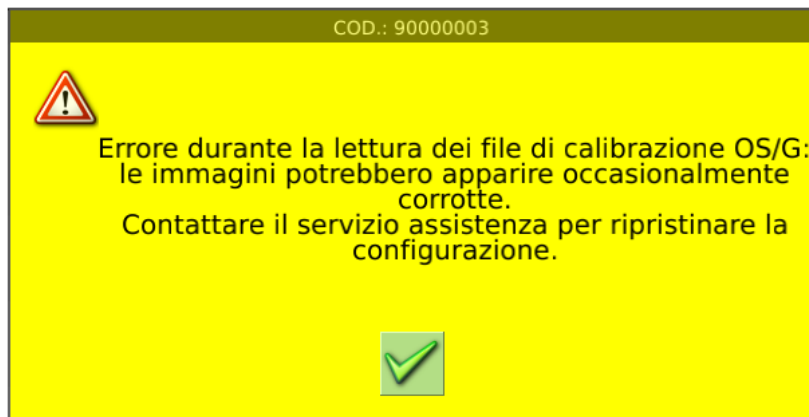 COD.: 90000003
Errore durante la lettura dei file di calibrazione OS/G:
le immagini potrebbero apparire occasionalmente
corrotte.
Contattare il servizio assistenza per ripristinare la
configurazione.